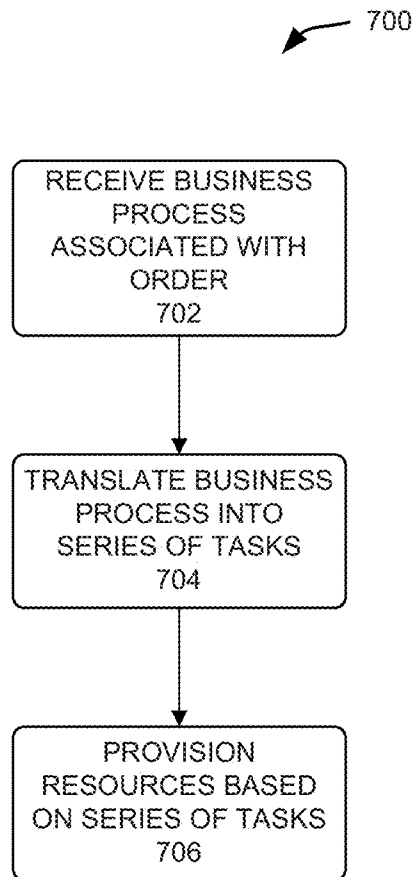 700
RECEIVE BUSINESS
PROCESS
ASSOCIATED WITH
ORDER
702
TRANSLATE BUSINESS
PROCESS INTO
SERIES OF TASKS
704
PROVISION
RESOURCES BASED
ON SERIES OF TASKS
706